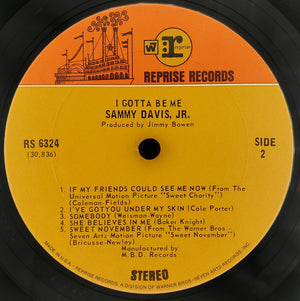 W
r
reprise
REPRISE RECORDS
I GOTTA BE ME
SAMMY DAVIS, JR.
Produced by Jimmy Bowen
RS 6324
(30,836)
SIDE
2
1. IF MY FRIENDS COULD SEE ME NOW (From The
Universal Motion Picture "Sweet Charity")
(Coleman-Fields)
2. I'VE GOT YOU UNDER MY SKIN (Cole Porter)
3. SOMEBODY (Weisman-Wayne)
4. SHE BELIEVES IN ME (Baker Knight)
5. SWEET NOVEMBER (From The Warner Bros.-
Seven Arts Motion Picture "Sweet November")
(Bricusse-Newley)
Manufactured by
M.B.D. Records
STEREO
MADE IN U.S.A. • REPRISE RECORDS, A DIVISION OF WARNER BROS.-SEVEN ARTS RECORDS, INC.